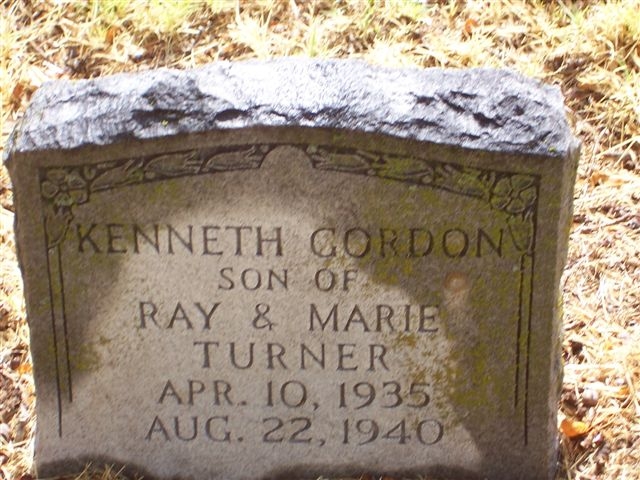 KENNETH GORDON
SON OF
RAY & MARIE
TURNER
APR. 10, 1935
AUG. 22, 1940